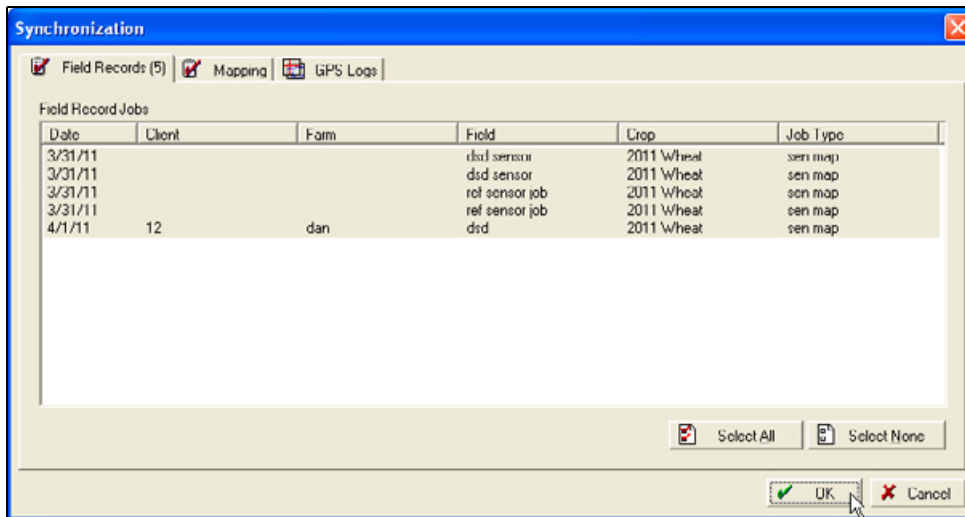 Synchronization
Field Records (5) Mapping GPS Logs
Field Record Jobs
Date Client Farm Field Crop Job Type
3/31/11 dsd sensor 2011 Wheat sen map
3/31/11 dsd sensor 2011 Wheat sen map
3/31/11 ref sensor job 2011 Wheat sen map
3/31/11 ref sensor job 2011 Wheat sen map
4/1/11 12 dan dsd 2011 Wheat sen map
Select All Select None
OK Cancel